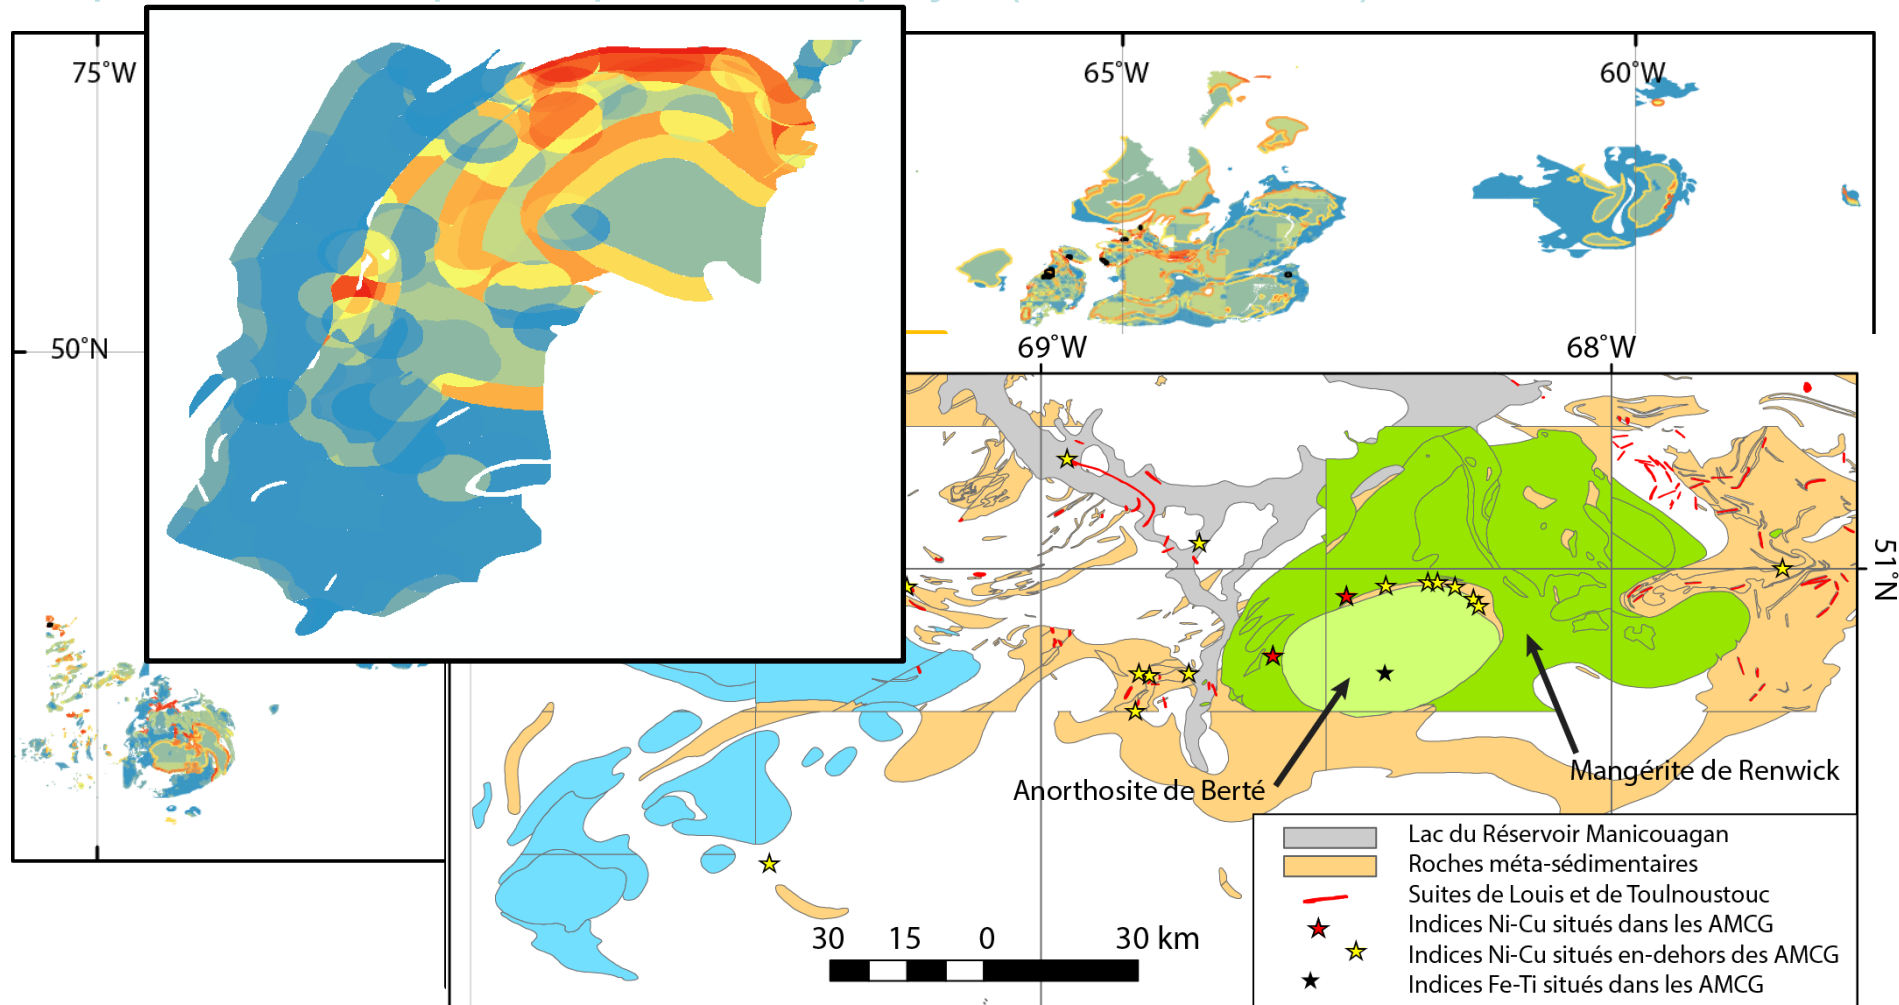 75°W
65°W
60°W
50°N
69°W
68°W
51°N
Anorthosite de Berté
Mangérite de Renwick
Lac du Réservoir Manicouagan
Roches méta-sédimentaires
Suites de Louis et de Toulnoustouc
Indices Ni-Cu situés dans les AMCG
Indices Ni-Cu situés en-dehors des AMCG
Indices Fe-Ti situés dans les AMCG
30 15 0 30 km